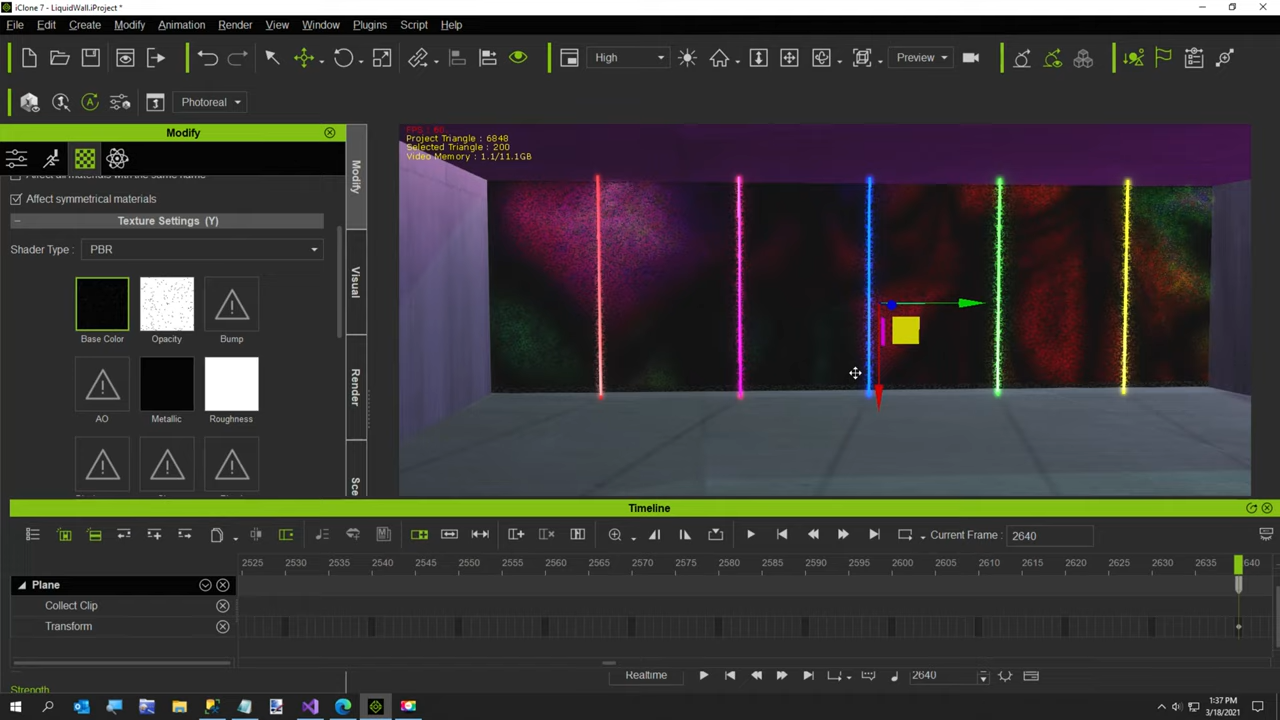 iClone 7 - LiquidWall.iProject *
File Edit Create Modify Animation Render View Window Plugins Script Help
High
Preview
Photoreal
Modify
Affect symmetrical materials
Texture Settings (Y)
Shader Type : PBR
Base Color Opacity Bump
AO Metallic Roughness
Modify
Visual
Render
Project Triangle : 6848
Selected Triangle : 200
Video Memory : 1.1/11.1GB
Timeline
Current Frame : 2640
2525 2530 2535 2540 2545 2550 2555 2560 2565 2570 2575 2580 2585 2590 2595 2600 2605 2610 2615 2620 2625 2630 2635 640
Plane
Collect Clip
Transform
Strength
Realtime
2640
1:37 PM
3/18/2021